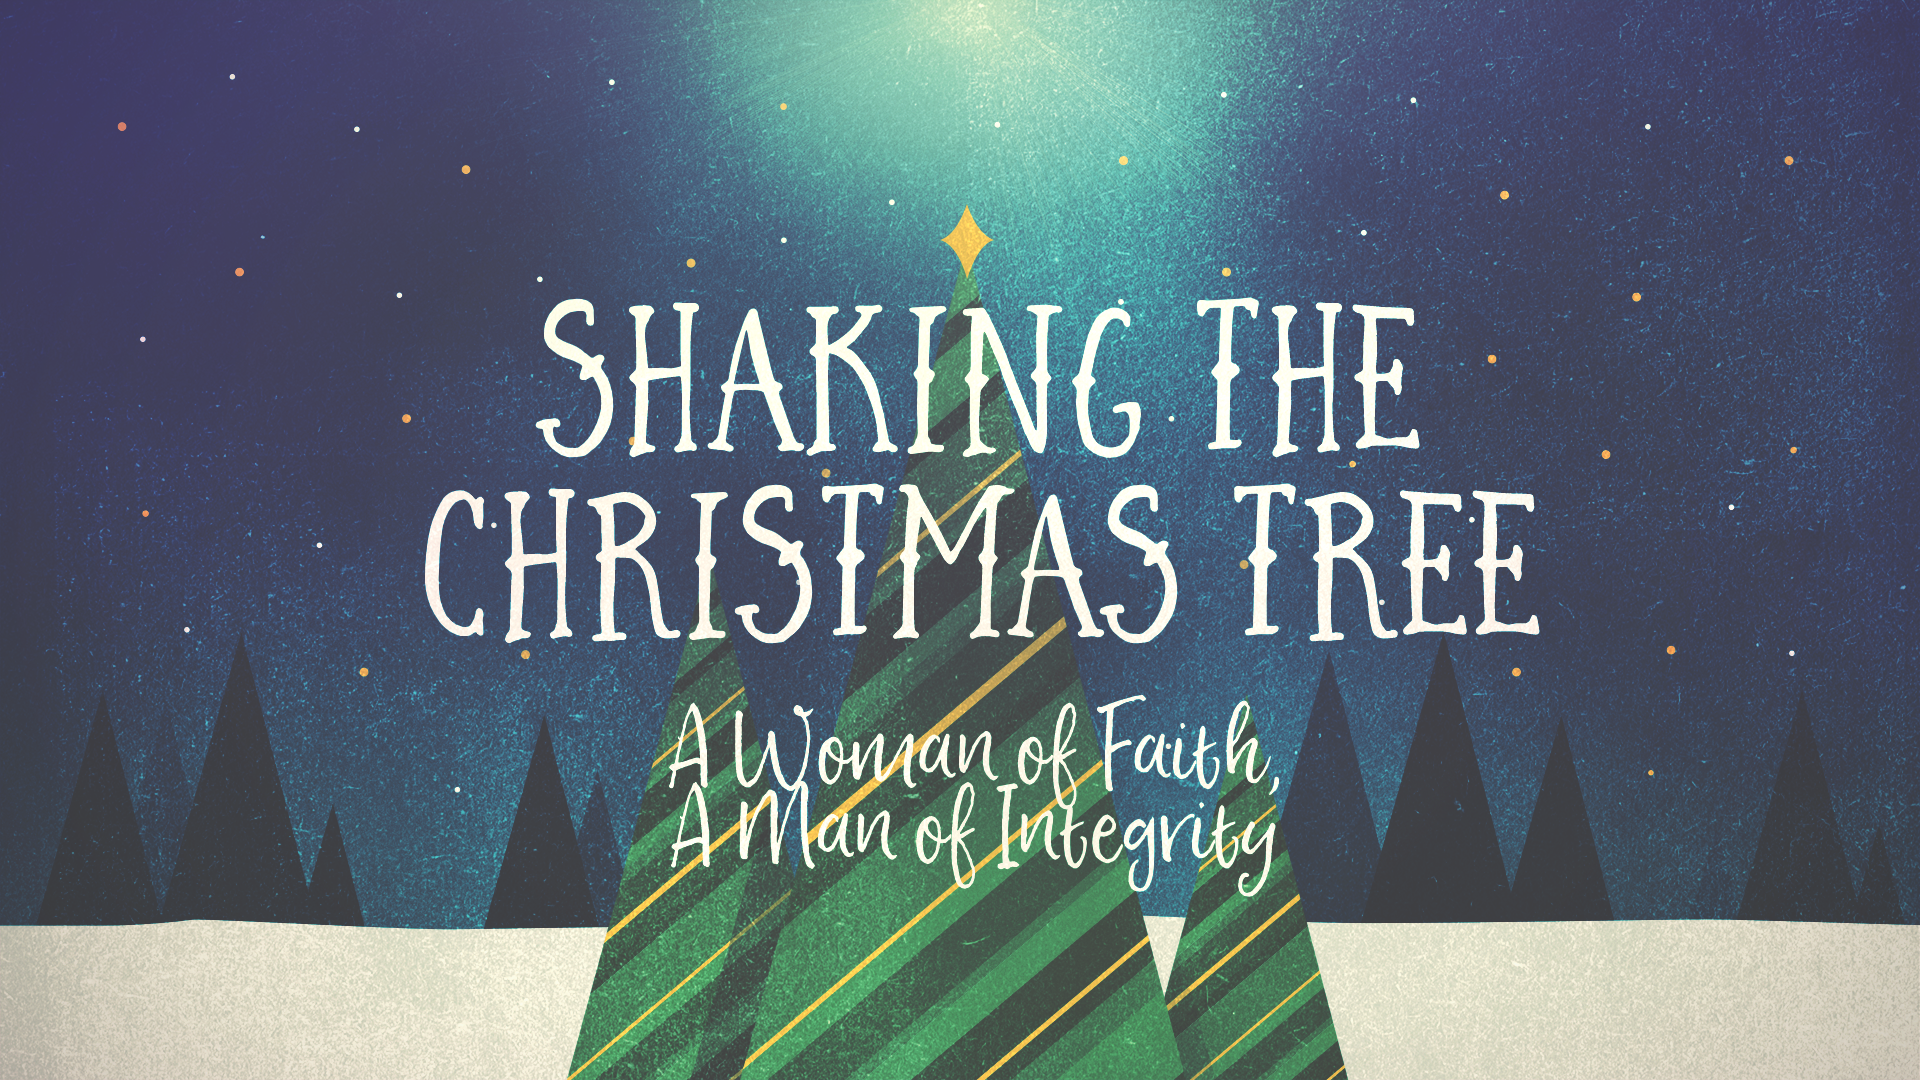 SHAKING THE
CHRISTMAS TREE
A Woman of Faith,
A Man of Integrity